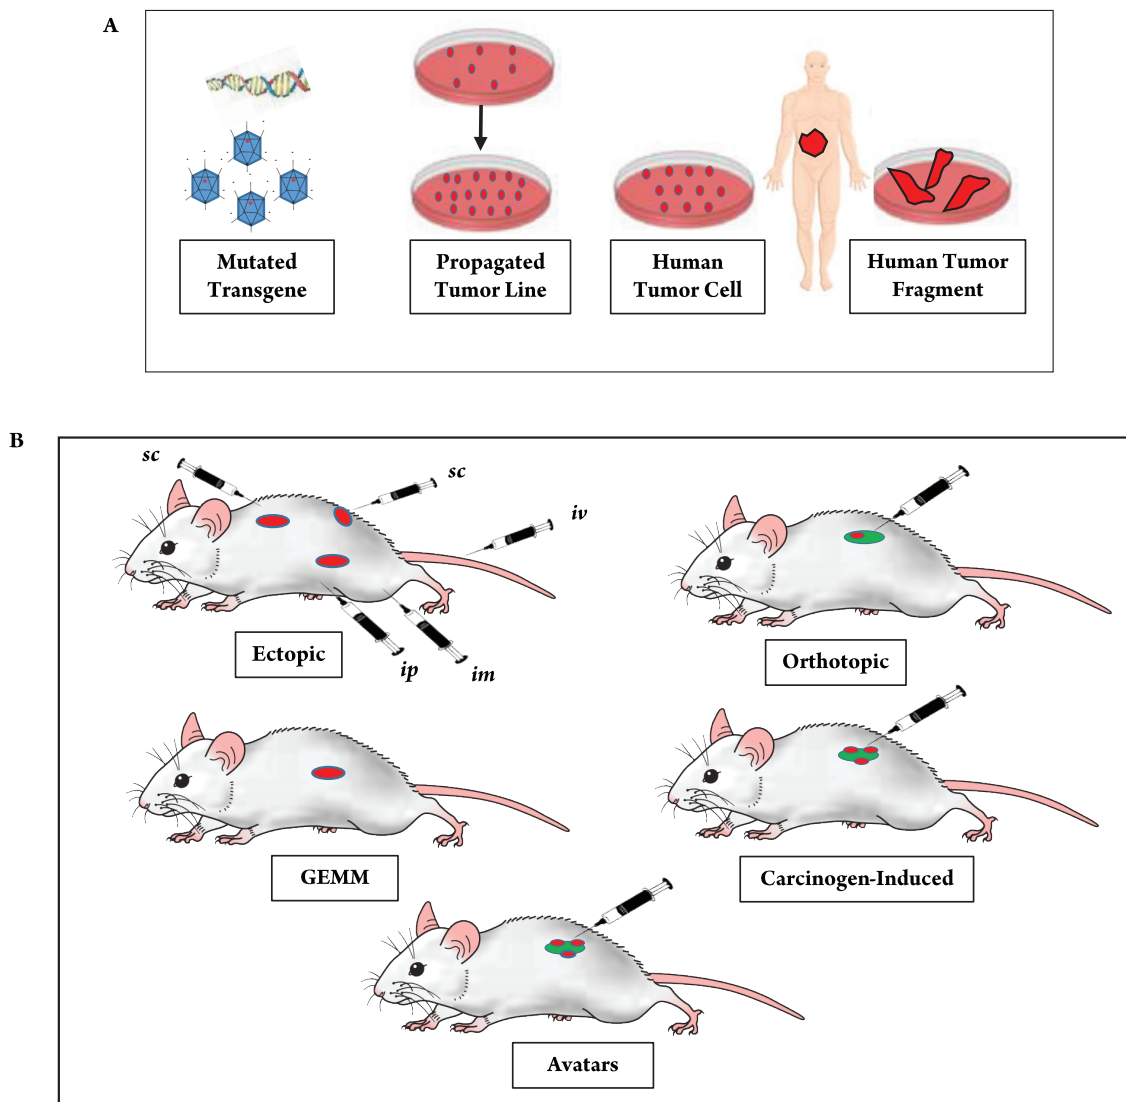 A
Mutated
Transgene
Propagated
Tumor Line
Human
Tumor Cell
Human Tumor
Fragment
B
sc
sc
iv
ip
im
Ectopic
Orthotopic
GEMM
Carcinogen-Induced
Avatars